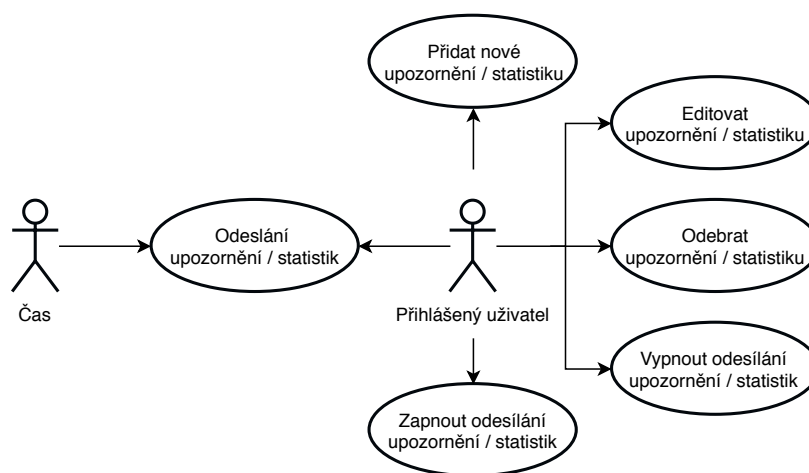 Přidat nové
upozornění / statistiku
Editovat
upozornění / statistiku
Odeslání
upozornění / statistik
Odebrat
upozornění / statistiku
Čas
Přihlášený uživatel
Vypnout odesílání
upozornění / statistik
Zapnout odesílání
upozornění / statistik